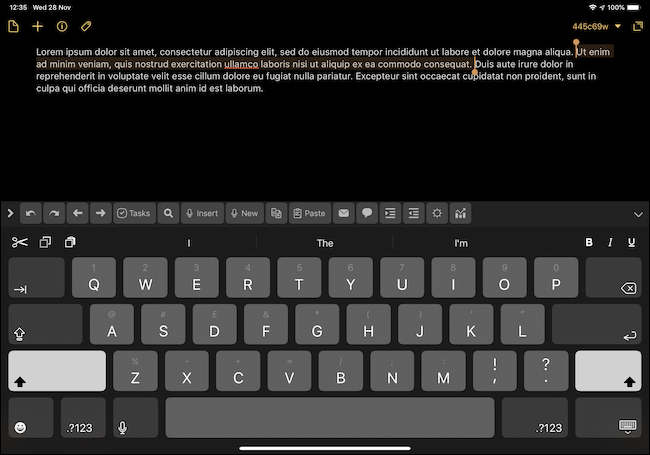 12:35 Wed 28 Nov 100%
445c69w
Lorem ipsum dolor sit amet, consectetur adipiscing elit, sed do eiusmod tempor incididunt ut labore et dolore magna aliqua. Ut enim
ad minim veniam, quis nostrud exercitation ullamco laboris nisi ut aliquip ex ea commodo consequat. Duis aute irure dolor in
reprehenderit in voluptate velit esse cillum dolore eu fugiat nulla pariatur. Excepteur sint occaecat cupidatat non proident, sunt in
culpa qui officia deserunt mollit anim id est laborum.
Tasks Insert New Paste
I The I'm B I U
1 2 3 4 5 6 7 8 9 0
Q W E R T Y U I O P
@ # £ & * ( ) ' "
A S D F G H J K L
% - + = / ; : ! ?
Z X C V B N M , .
.?123 .?123